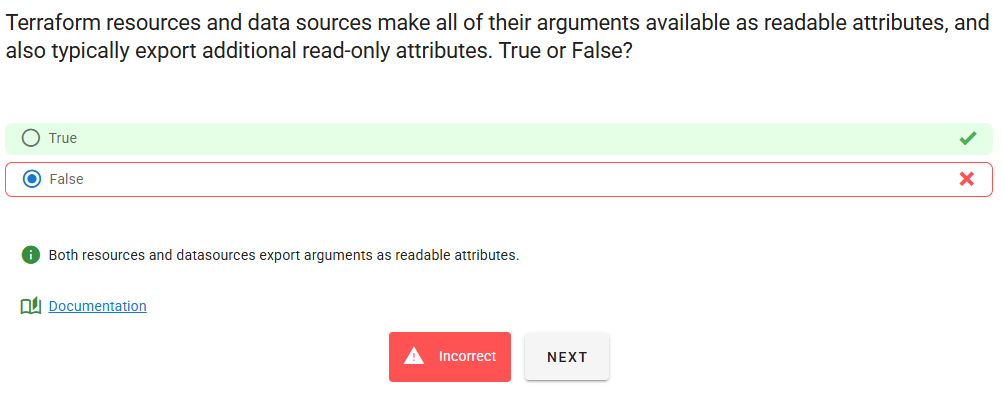 Terraform resources and data sources make all of their arguments available as readable attributes, and
also typically export additional read-only attributes. True or False?
True
False
Both resources and datasources export arguments as readable attributes.
Documentation
Incorrect
NEXT